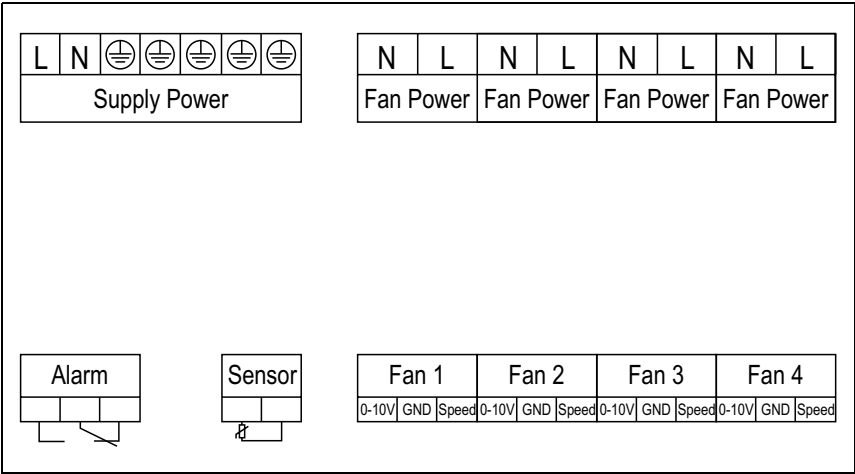 L N N L N L N L N L
Supply Power Fan Power Fan Power Fan Power Fan Power
Alarm Sensor Fan 1 Fan 2 Fan 3 Fan 4
0-10V GND Speed 0-10V GND Speed 0-10V GND Speed 0-10V GND Speed